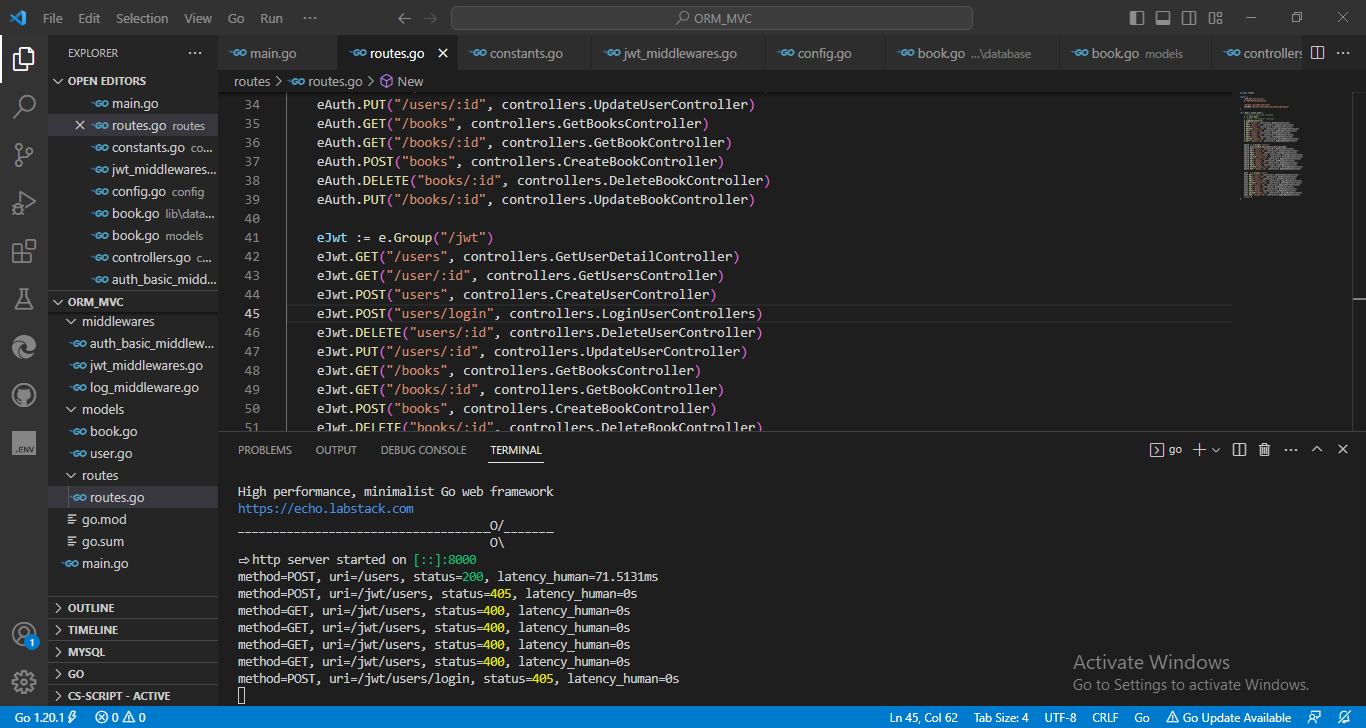 File Edit Selection View Go Run ··· ORM_MVC
EXPLORER ···
main.go routes.go constants.go jwt_middlewares.go config.go book.go ...\database book.go models controllers
routes > routes.go > New
OPEN EDITORS
main.go
routes.go routes
constants.go co...
jwt_middlewares...
config.go config
book.go lib\data...
book.go models
controllers.go c...
auth_basic_midd...
ORM_MVC
middlewares
auth_basic_middlew...
jwt_middlewares.go
log_middleware.go
models
book.go
user.go
routes
routes.go
go.mod
go.sum
main.go
OUTLINE
TIMELINE
MYSQL
GO
CS-SCRIPT - ACTIVE
.ENV
1
34 eAuth.PUT("/users/:id", controllers.UpdateUserController)
35 eAuth.GET("/books", controllers.GetBooksController)
36 eAuth.GET("/books/:id", controllers.GetBookController)
37 eAuth.POST("books", controllers.CreateBookController)
38 eAuth.DELETE("books/:id", controllers.DeleteBookController)
39 eAuth.PUT("/books/:id", controllers.UpdateBookController)
40
41 eJwt := e.Group("/jwt")
42 eJwt.GET("/users", controllers.GetUserDetailController)
43 eJwt.GET("/user/:id", controllers.GetUsersController)
44 eJwt.POST("users", controllers.CreateUserController)
45 eJwt.POST("users/login", controllers.LoginUserControllers)
46 eJwt.DELETE("users/:id", controllers.DeleteUserController)
47 eJwt.PUT("/users/:id", controllers.UpdateUserController)
48 eJwt.GET("/books", controllers.GetBooksController)
49 eJwt.GET("/books/:id", controllers.GetBookController)
50 eJwt.POST("books", controllers.CreateBookController)
51 eJwt.DELETE("books/:id", controllers.DeleteBookController)
PROBLEMS OUTPUT DEBUG CONSOLE TERMINAL go
High performance, minimalist Go web framework
https://echo.labstack.com
____________________________________O/_______
O\
⇨ http server started on [::]:8000
method=POST, uri=/users, status=200, latency_human=71.5131ms
method=POST, uri=/jwt/users, status=405, latency_human=0s
method=GET, uri=/jwt/users, status=400, latency_human=0s
method=GET, uri=/jwt/users, status=400, latency_human=0s
method=GET, uri=/jwt/users, status=400, latency_human=0s
method=GET, uri=/jwt/users, status=400, latency_human=0s
method=POST, uri=/jwt/users/login, status=405, latency_human=0s
Activate Windows
Go to Settings to activate Windows.
Go 1.20.1 0 0 Ln 45, Col 62 Tab Size: 4 UTF-8 CRLF Go Go Update Available